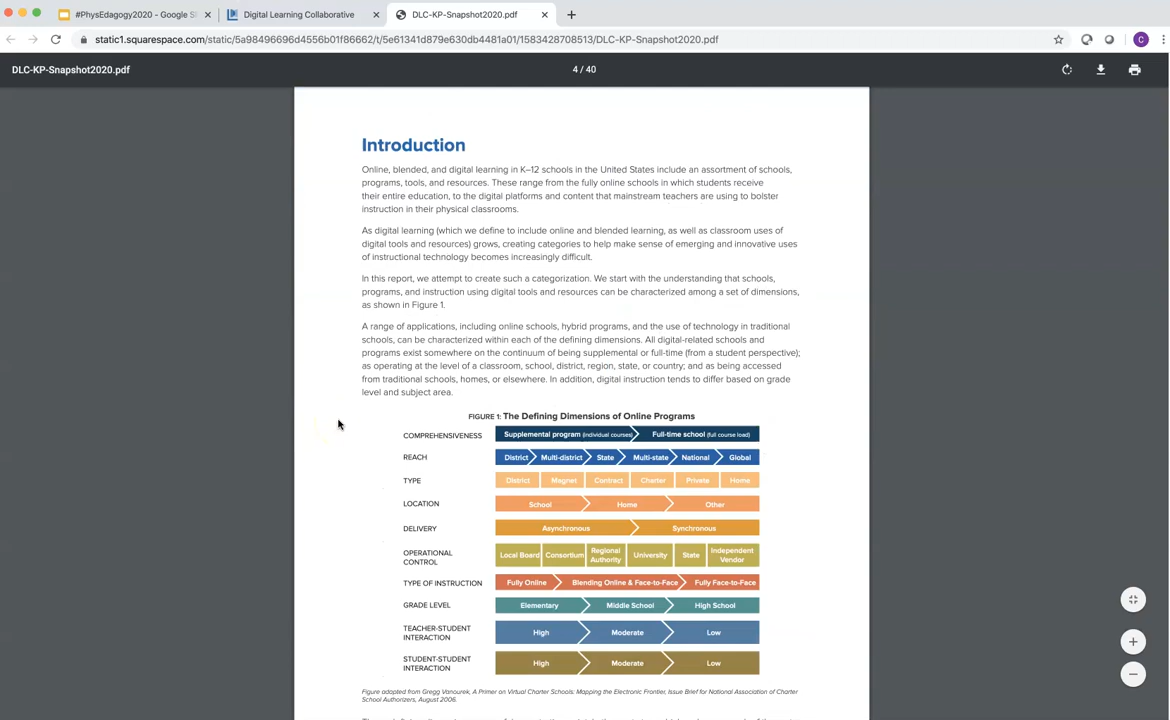 #PhysEdagogy2020 - Google Sl
Digital Learning Collaborative
DLC-KP-Snapshot2020.pdf
static1.squarespace.com/static/5a98496696d4556b01f86662/t/5e61341d879e630db4481a01/1583428708513/DLC-KP-Snapshot2020.pdf
C
DLC-KP-Snapshot2020.pdf
4 / 40
Introduction
Online, blended, and digital learning in K–12 schools in the United States include an assortment of schools,
programs, tools, and resources. These range from the fully online schools in which students receive
their entire education, to the digital platforms and content that mainstream teachers are using to bolster
instruction in their physical classrooms.
As digital learning (which we define to include online and blended learning, as well as classroom uses of
digital tools and resources) grows, creating categories to help make sense of emerging and innovative uses
of instructional technology becomes increasingly difficult.
In this report, we attempt to create such a categorization. We start with the understanding that schools,
programs, and instruction using digital tools and resources can be characterized among a set of dimensions,
as shown in Figure 1.
A range of applications, including online schools, hybrid programs, and the use of technology in traditional
schools, can be characterized within each of the defining dimensions. All digital-related schools and
programs exist somewhere on the continuum of being supplemental or full-time (from a student perspective);
as operating at the level of a classroom, school, district, region, state, or country; and as being accessed
from traditional schools, homes, or elsewhere. In addition, digital instruction tends to differ based on grade
level and subject area.
FIGURE 1: The Defining Dimensions of Online Programs
COMPREHENSIVENESS Supplemental program (individual courses) Full-time school (full course load)
REACH District Multi-district State Multi-state National Global
TYPE District Magnet Contract Charter Private Home
LOCATION School Home Other
DELIVERY Asynchronous Synchronous
OPERATIONAL CONTROL Local Board Consortium Regional Authority University State Independent Vendor
TYPE OF INSTRUCTION Fully Online Blending Online & Face-to-Face Fully Face-to-Face
GRADE LEVEL Elementary Middle School High School
TEACHER-STUDENT INTERACTION High Moderate Low
STUDENT-STUDENT INTERACTION High Moderate Low
Figure adapted from Gregg Vanourek, A Primer on Virtual Charter Schools: Mapping the Electronic Frontier, Issue Brief for National Association of Charter
School Authorizers, August 2006.